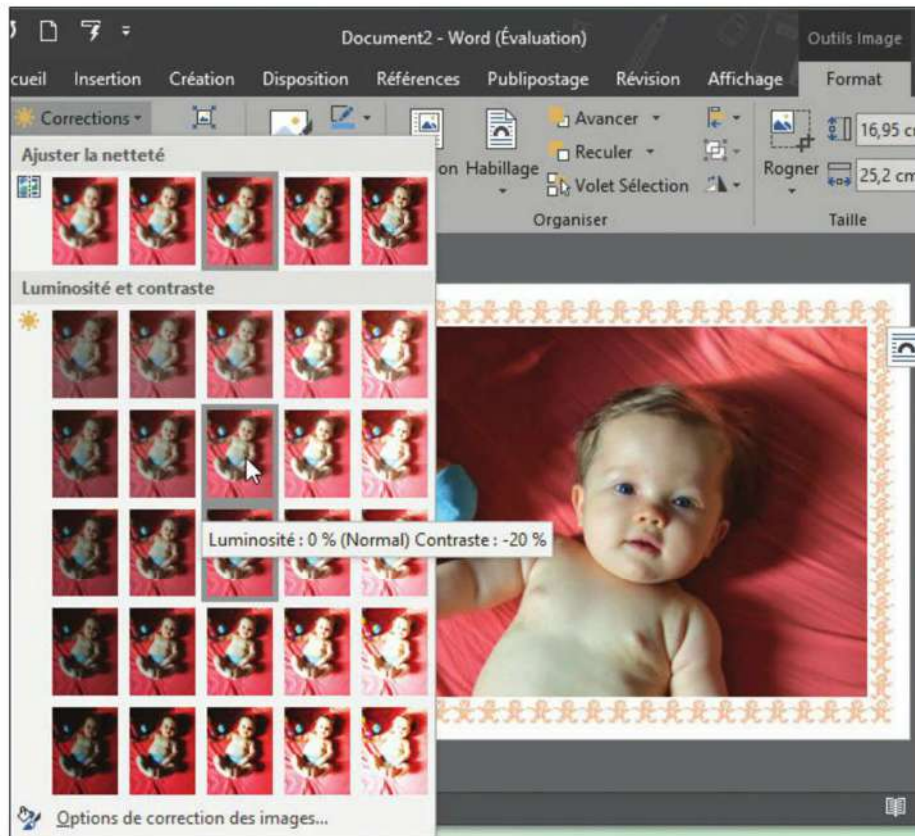 Document2 - Word (Évaluation)
Outils Image
cueil Insertion Création Disposition Références Publipostage Révision Affichage Format
Corrections
Avancer
16,95 c
Ajuster la netteté
Reculer
on Habillage
Rogner
Volet Sélection
25,2 cm
Organiser
Taille
Luminosité et contraste
Luminosité : 0 % (Normal) Contraste : -20 %
Options de correction des images...